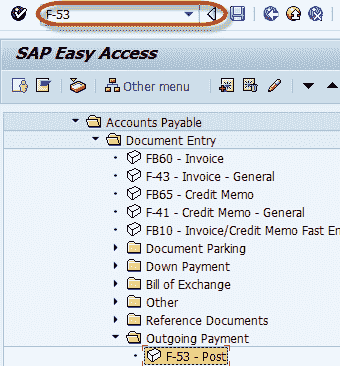 F-53
SAP Easy Access
Other menu
Accounts Payable
Document Entry
FB60 - Invoice
F-43 - Invoice - General
FB65 - Credit Memo
F-41 - Credit Memo - General
FB10 - Invoice/Credit Memo Fast En
Document Parking
Down Payment
Bill of Exchange
Other
Reference Documents
Outgoing Payment
F-53 - Post